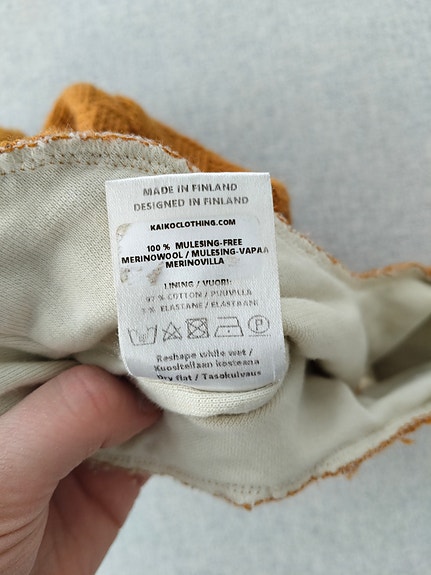 MADE IN FINLAND
DESIGNED IN FINLAND
KAIKOCLOTHING.COM
100 % MULESING-FREE
MERINOWOOL / MULESING-VAPAA
MERINOVILLA
LINING / VUORI:
97 % COTTON / PUUVILLA
3 % ELASTANE / ELASTAANI
P
Reshape while wet /
Muotoillaan kosteana
Dry flat / Tasokuivaus